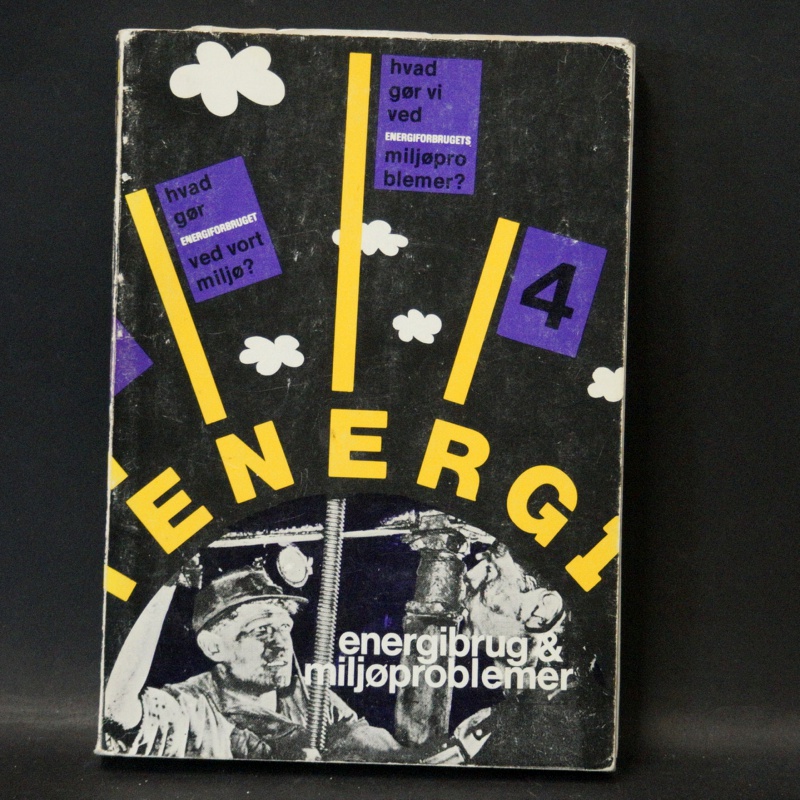 hvad
gør vi
ved
ENERGIFORBRUGETS
miljøpro
blemer?
hvad
gør
ENERGIFORBRUGET
ved vort
miljø?
4
ENERGI
energibrug &
miljøproblemer